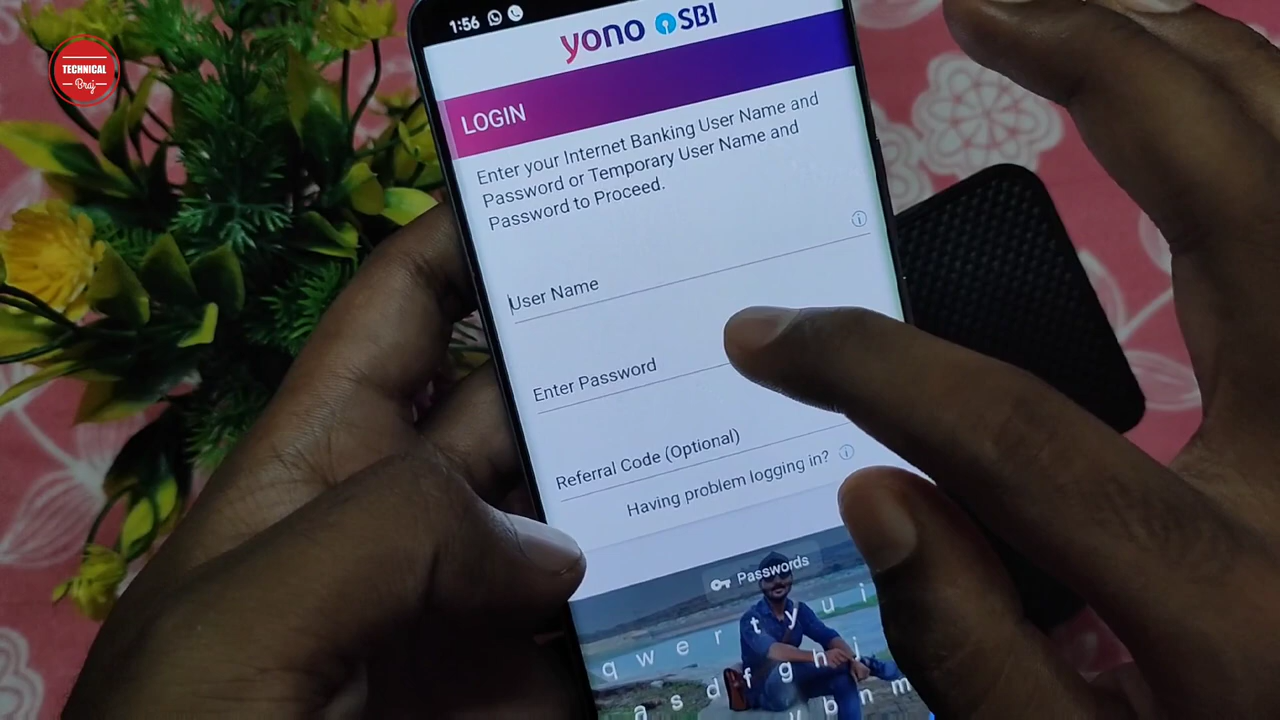 TECHNICAL
Braj
1:56
yono SBI
LOGIN
Enter your Internet Banking User Name and
Password or Temporary User Name and
Password to Proceed.
User Name
Enter Password
Referral Code (Optional)
Having problem logging in?
Passwords
q w e r t y u i
a s d f g h j
v b n m